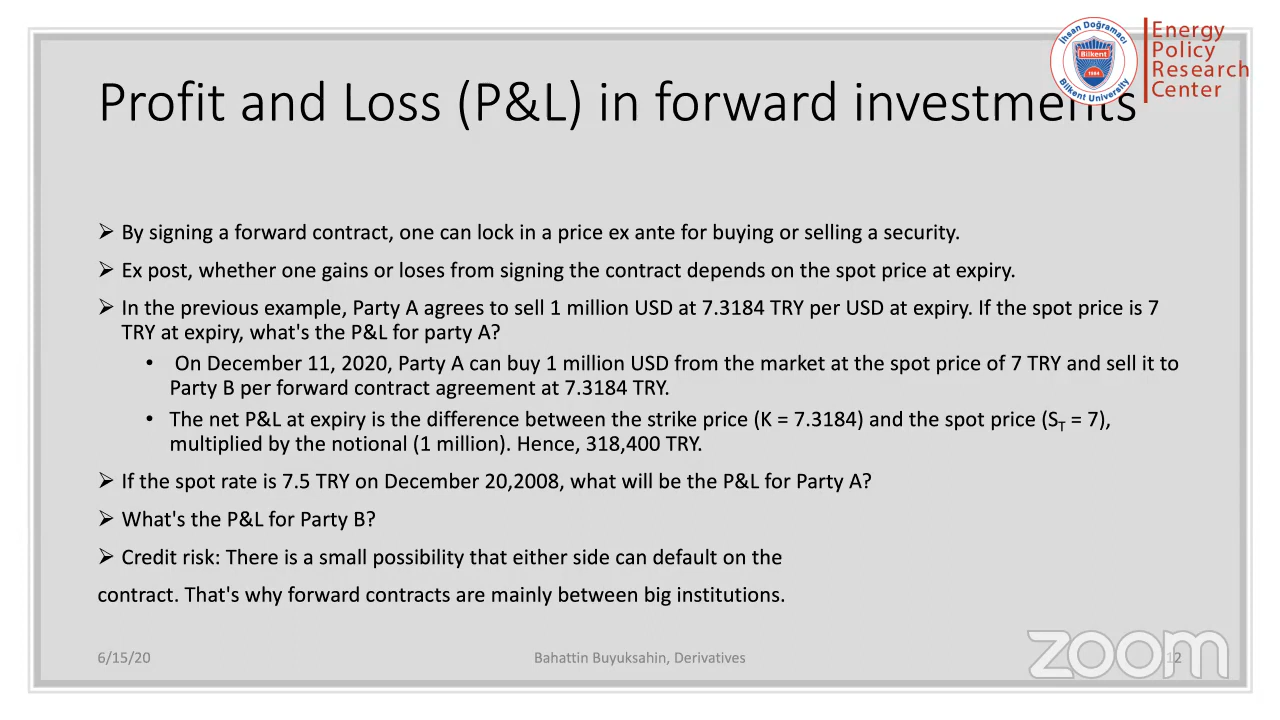 İhsan Doğramacı
Bilkent
1984
Bilkent University
Energy
Policy
Research
Center
Profit and Loss (P&L) in forward investments
➢ By signing a forward contract, one can lock in a price ex ante for buying or selling a security.
➢ Ex post, whether one gains or loses from signing the contract depends on the spot price at expiry.
➢ In the previous example, Party A agrees to sell 1 million USD at 7.3184 TRY per USD at expiry. If the spot price is 7
TRY at expiry, what's the P&L for party A?
• On December 11, 2020, Party A can buy 1 million USD from the market at the spot price of 7 TRY and sell it to
Party B per forward contract agreement at 7.3184 TRY.
• The net P&L at expiry is the difference between the strike price (K = 7.3184) and the spot price (S_T = 7),
multiplied by the notional (1 million). Hence, 318,400 TRY.
➢ If the spot rate is 7.5 TRY on December 20,2008, what will be the P&L for Party A?
➢ What's the P&L for Party B?
➢ Credit risk: There is a small possibility that either side can default on the
contract. That's why forward contracts are mainly between big institutions.
6/15/20
Bahattin Buyuksahin, Derivatives
12
zoom